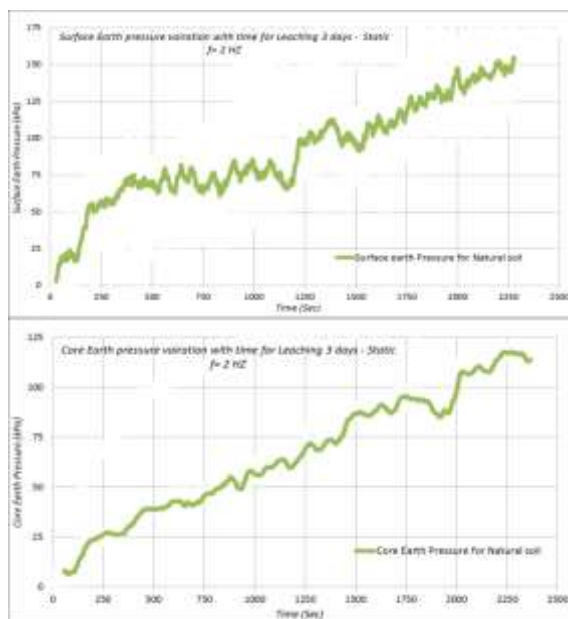 Surface Earth pressure vairation with time for Leaching 3 days - Static
f= 2 HZ
175
150
125
100
75
50
25
0
Surface Earth Pressure (kPa)
Surface earth Pressure for Natural soil
0 250 500 750 1000 1250 1500 1750 2000 2250 2500
Time (Sec)
Core Earth pressure vairation with time for Leaching 3 days - Static
f= 2 HZ
125
100
75
50
25
0
Core Earth Pressure (kPa)
Core Earth Pressure for Natural soil
0 250 500 750 1000 1250 1500 1750 2000 2250 2500
Time (Sec)